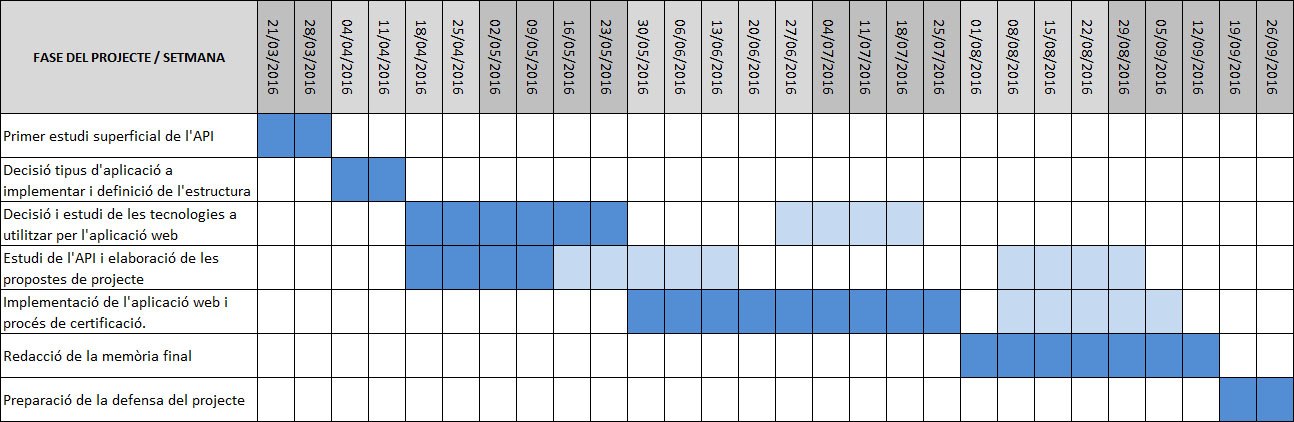 FASE DEL PROJECTE / SETMANA
21/03/2016
28/03/2016
04/04/2016
11/04/2016
18/04/2016
25/04/2016
02/05/2016
09/05/2016
16/05/2016
23/05/2016
30/05/2016
06/06/2016
13/06/2016
20/06/2016
27/06/2016
04/07/2016
11/07/2016
18/07/2016
25/07/2016
01/08/2016
08/08/2016
15/08/2016
22/08/2016
29/08/2016
05/09/2016
12/09/2016
19/09/2016
26/09/2016
Primer estudi superficial de l'API
Decisió tipus d'aplicació a
implementar i definició de l'estructura
Decisió i estudi de les tecnologies a
utilitzar per l'aplicació web
Estudi de l'API i elaboració de les
propostes de projecte
Implementació de l'aplicació web i
procés de certificació.
Redacció de la memòria final
Preparació de la defensa del projecte